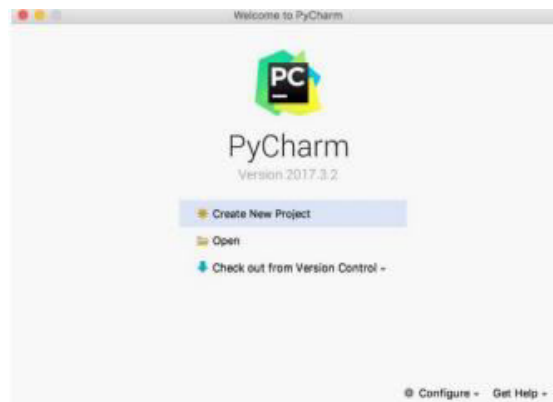 Welcome to PyCharm
PC
PyCharm
Version 2017.3.2
Create New Project
Open
Check out from Version Control
Configure Get Help